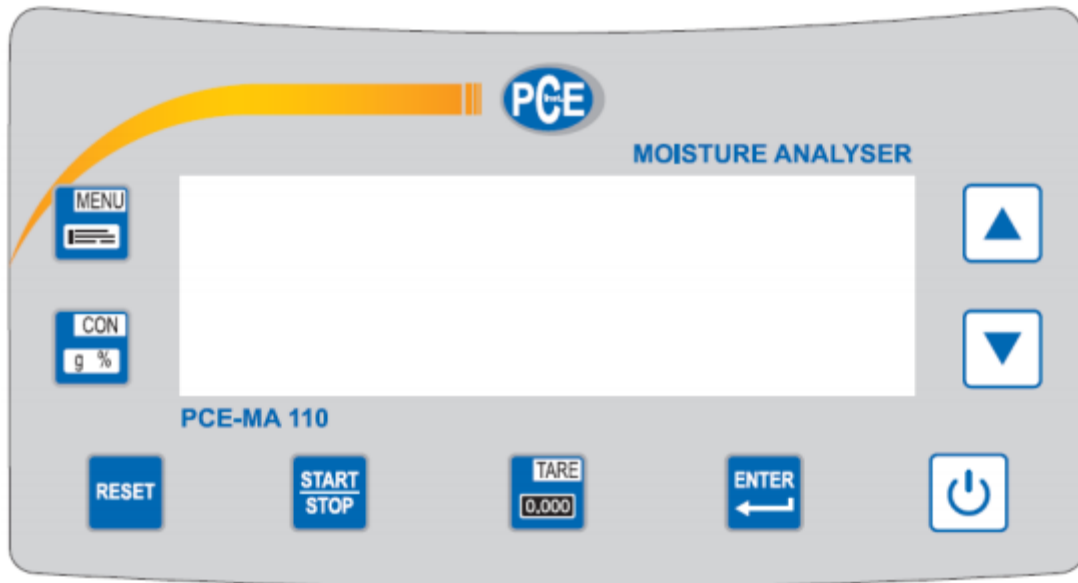 PCE
MOISTURE ANALYSER
MENU
CON
g %
PCE-MA 110
RESET
START
STOP
TARE
0.000
ENTER